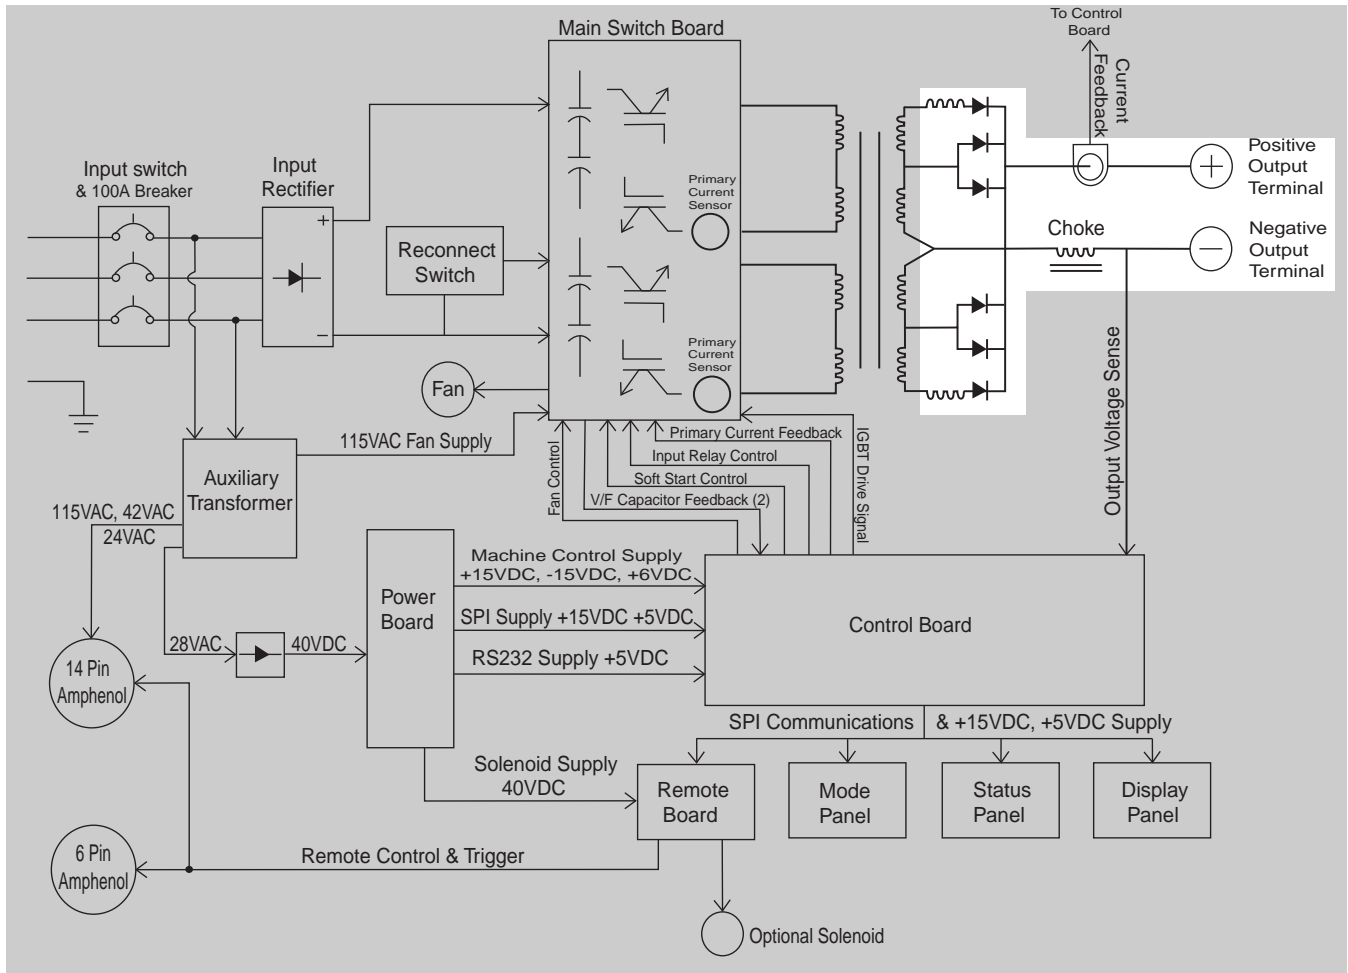 To Control
Board
Main Switch Board
Current
Feedback
Positive
Output
Terminal
Input switch
& 100A Breaker
Input
Rectifier
+
−
Primary
Current
Sensor
+
Reconnect
Switch
Choke
Negative
Output
Terminal
−
Primary
Current
Sensor
Fan
115VAC Fan Supply
Primary Current Feedback
Input Relay Control
Soft Start Control
V/F Capacitor Feedback (2)
Fan Control
IGBT Drive Signal
Output Voltage Sense
Auxiliary
Transformer
115VAC, 42VAC
24VAC
Machine Control Supply
+15VDC, -15VDC, +6VDC
Power
Board
SPI Supply +15VDC +5VDC
Control Board
28VAC
40VDC
RS232 Supply +5VDC
14 Pin
Amphenol
SPI Communications & +15VDC, +5VDC Supply
Solenoid Supply
40VDC
Remote
Board
Mode
Panel
Status
Panel
Display
Panel
6 Pin
Amphenol
Remote Control & Trigger
Optional Solenoid